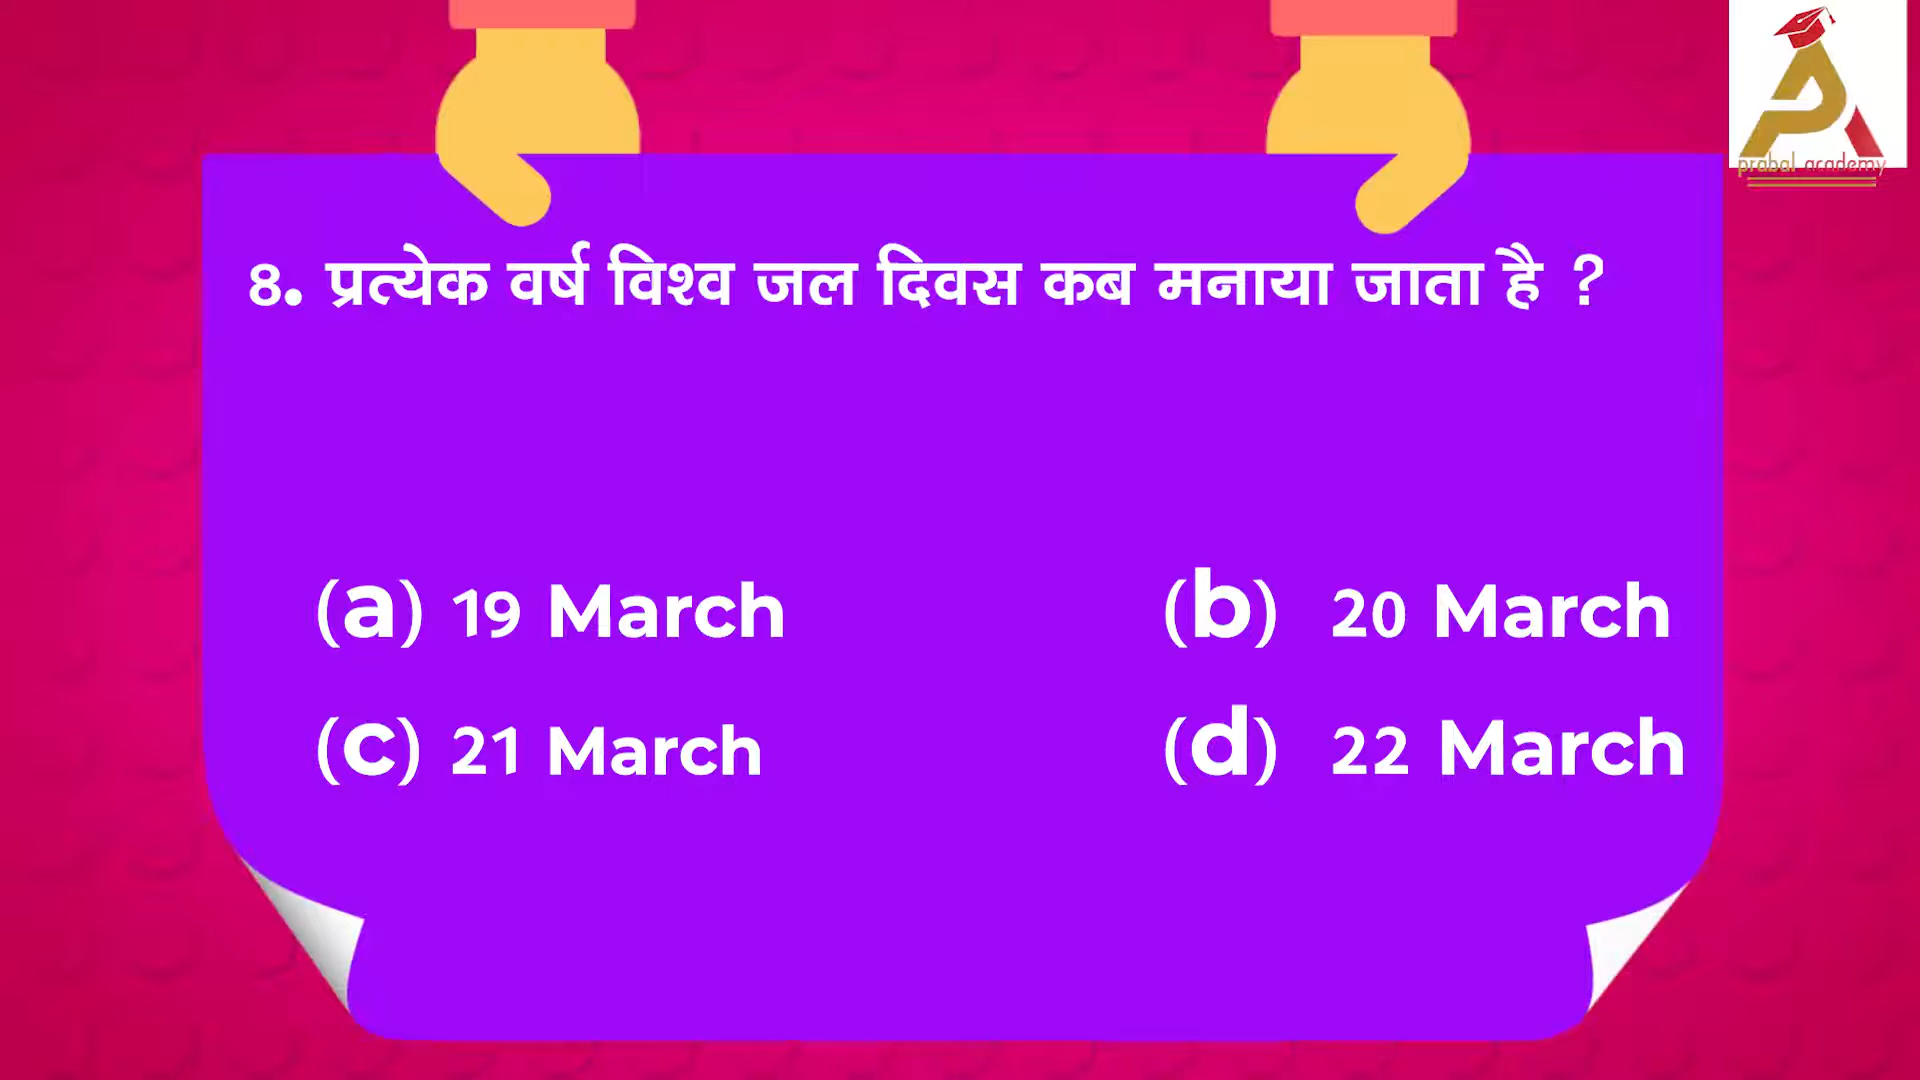 prabal academy
8. प्रत्येक वर्ष विश्व जल दिवस कब मनाया जाता है ?
(a) 19 March
(b) 20 March
(c) 21 March
(d) 22 March